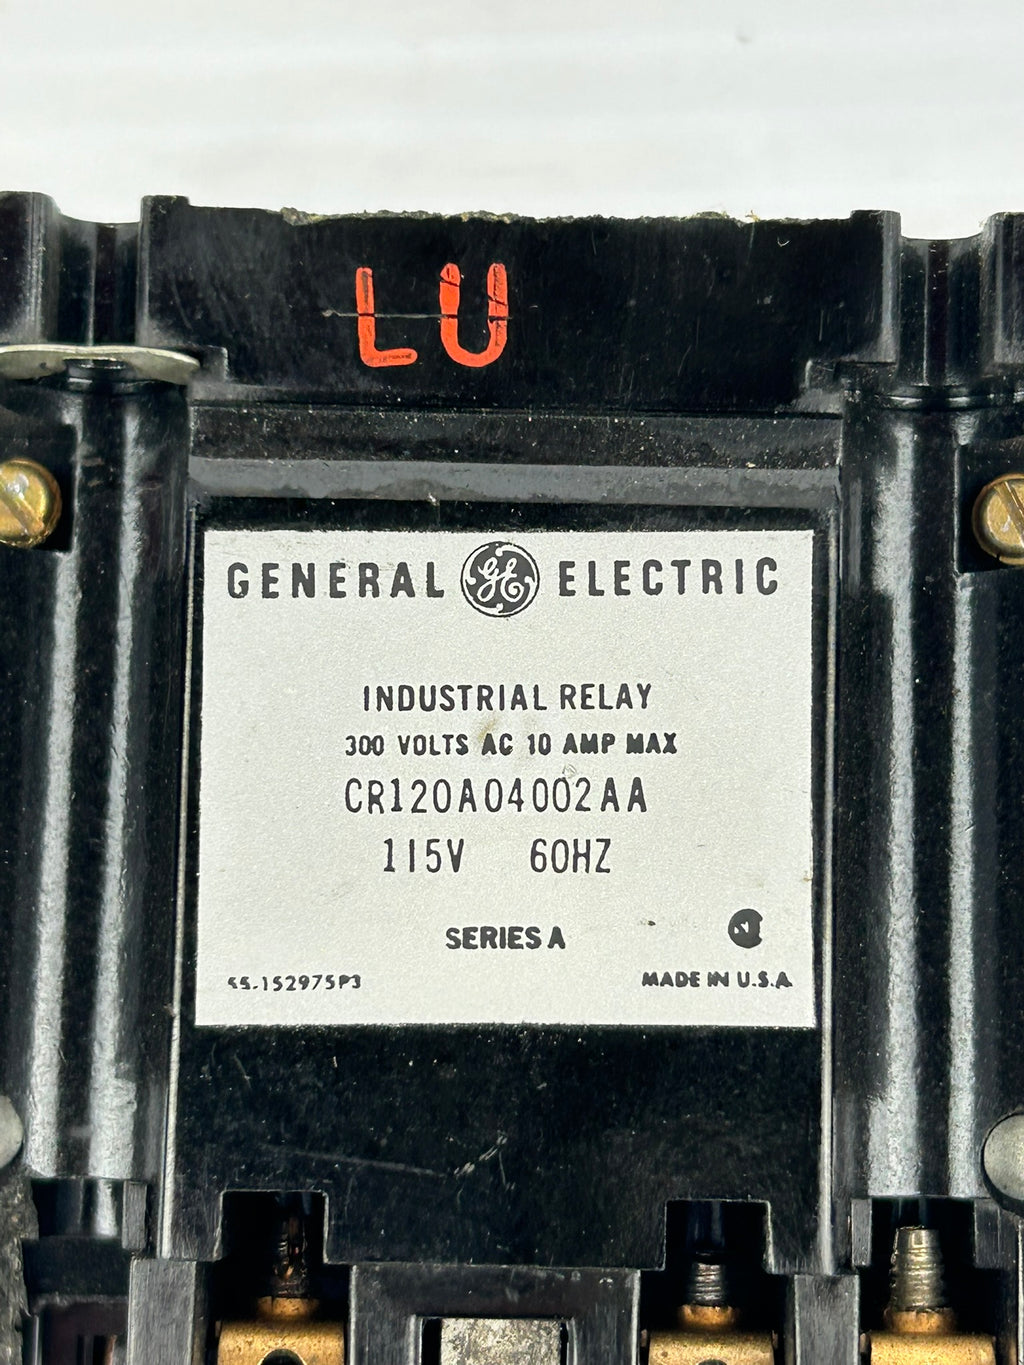 LU
GENERAL GE ELECTRIC
INDUSTRIAL RELAY
300 VOLTS AC 10 AMP MAX
CR120A04002AA
115V 60HZ
SERIES A
55-152975P3 MADE IN U.S.A.